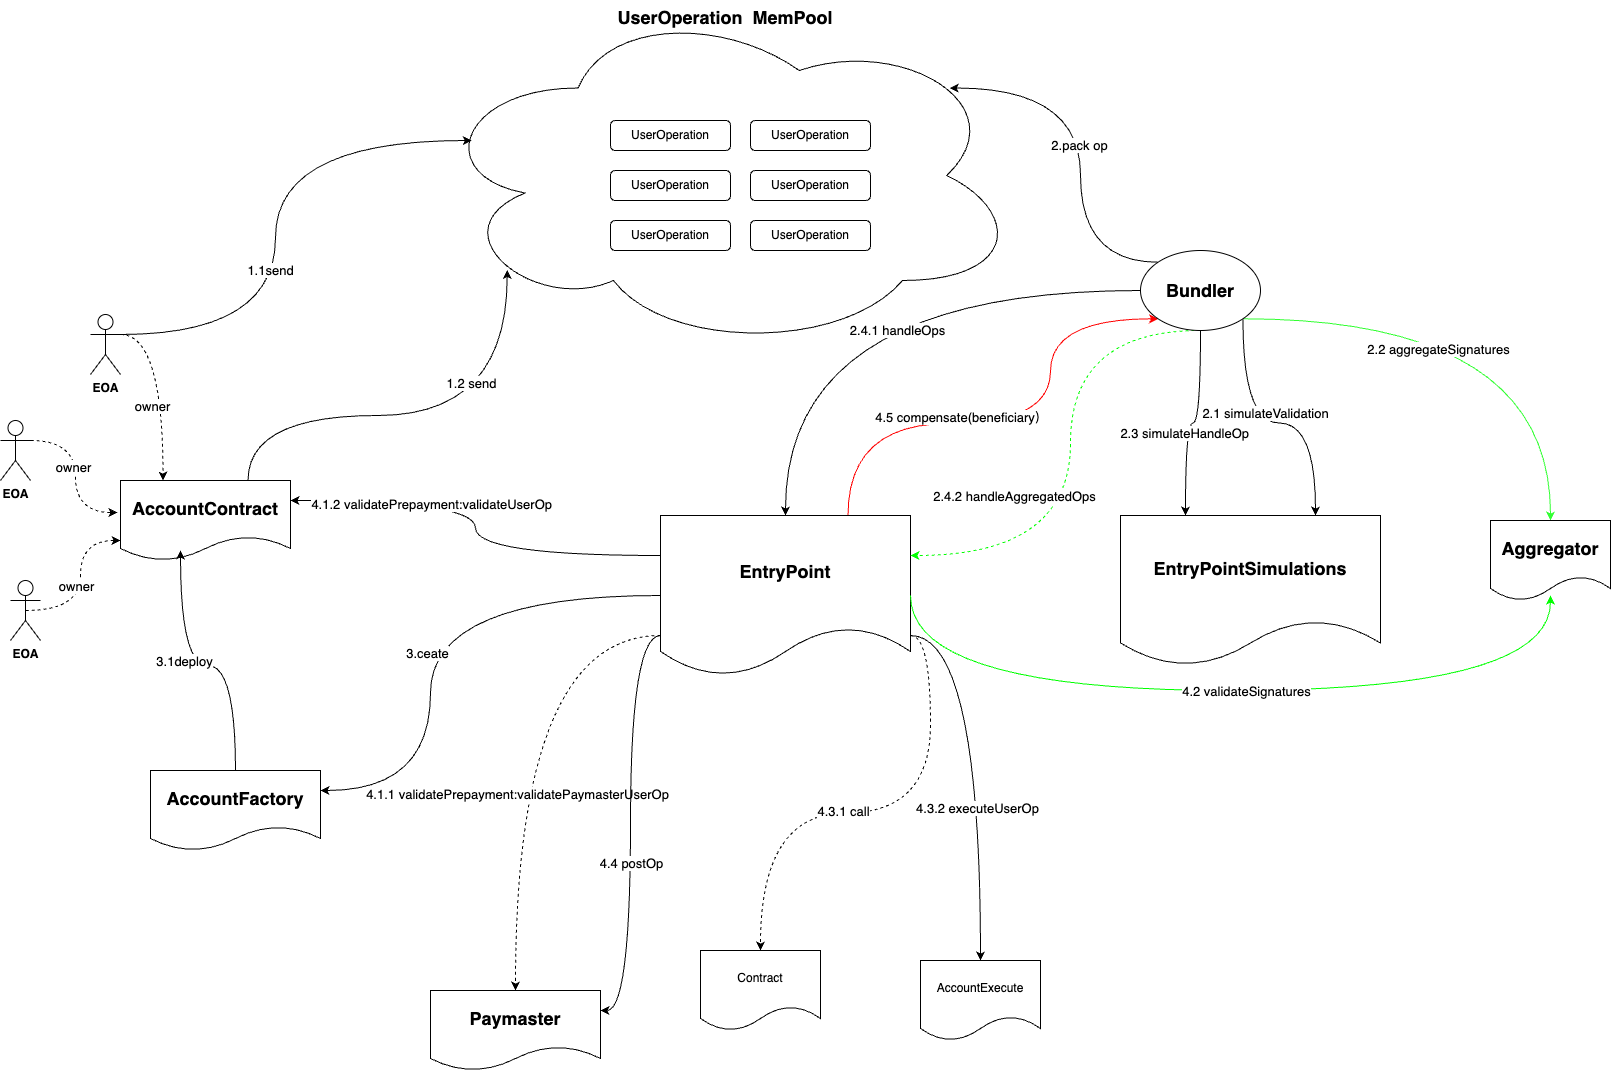 UserOperation  MemPool
UserOperation
UserOperation
2.pack op
UserOperation
UserOperation
UserOperation
UserOperation
1.1send
Bundler
2.4.1 handleOps
2.2 aggregateSignatures
EOA
1.2 send
owner
4.5 compensate(beneficiary)
2.1 simulateValidation
2.3 simulateHandleOp
owner
EOA
2.4.2 handleAggregatedOps
AccountContract
4.1.2 validatePrepayment:validateUserOp
Aggregator
EntryPoint
EntryPointSimulations
owner
EOA
3.ceate
3.1deploy
4.2 validateSignatures
AccountFactory
4.1.1 validatePrepayment:validatePaymasterUserOp
4.3.1 call
4.3.2 executeUserOp
4.4 postOp
Contract
AccountExecute
Paymaster